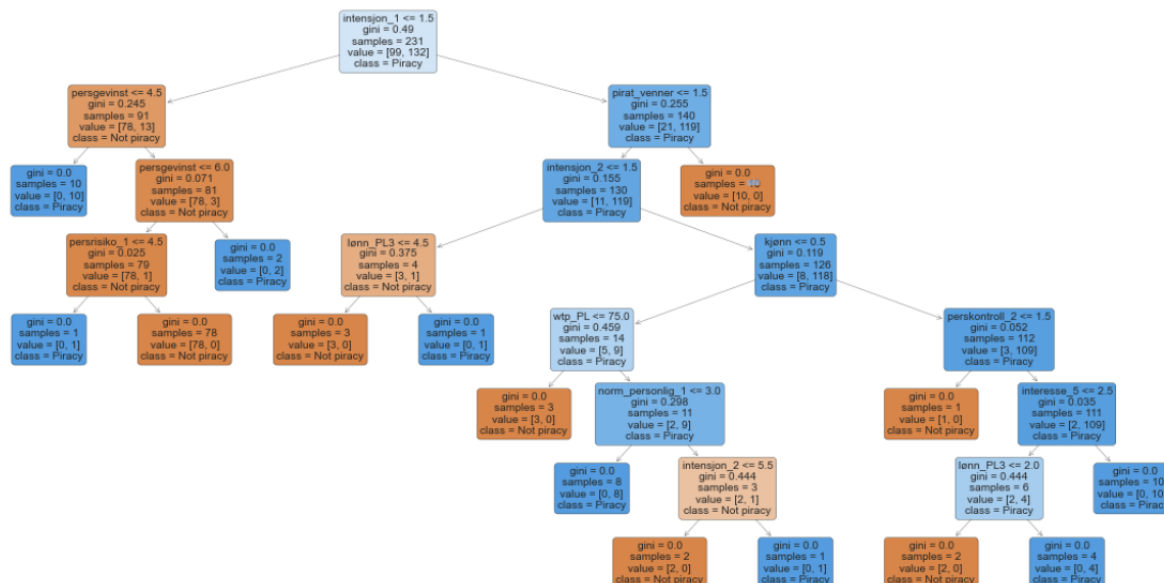 intensjon_1 <= 1.5
gini = 0.49
samples = 231
value = [99, 132]
class = Piracy
persgevinst <= 4.5
gini = 0.245
samples = 91
value = [78, 13]
class = Not piracy
pirat_venner <= 1.5
gini = 0.255
samples = 140
value = [21, 119]
class = Piracy
gini = 0.0
samples = 10
value = [0, 10]
class = Piracy
persgevinst <= 6.0
gini = 0.071
samples = 81
value = [78, 3]
class = Not piracy
intensjon_2 <= 1.5
gini = 0.155
samples = 130
value = [11, 119]
class = Piracy
gini = 0.0
samples =
value = [10, 0]
class = Not piracy
persrisiko_1 <= 4.5
gini = 0.025
samples = 79
value = [78, 1]
class = Not piracy
gini = 0.0
samples = 2
value = [0, 2]
class = Piracy
lønn_PL3 <= 4.5
gini = 0.375
samples = 4
value = [3, 1]
class = Not piracy
kjønn <= 0.5
gini = 0.119
samples = 126
value = [8, 118]
class = Piracy
gini = 0.0
samples = 1
value = [0, 1]
class = Piracy
gini = 0.0
samples = 78
value = [78, 0]
class = Not piracy
gini = 0.0
samples = 3
value = [3, 0]
class = Not piracy
gini = 0.0
samples = 1
value = [0, 1]
class = Piracy
wtp_PL <= 75.0
gini = 0.459
samples = 14
value = [5, 9]
class = Piracy
perskontroll_2 <= 1.5
gini = 0.052
samples = 112
value = [3, 109]
class = Piracy
gini = 0.0
samples = 3
value = [3, 0]
class = Not piracy
norm_personlig_1 <= 3.0
gini = 0.298
samples = 11
value = [2, 9]
class = Piracy
gini = 0.0
samples = 1
value = [1, 0]
class = Not piracy
interesse_5 <= 2.5
gini = 0.035
samples = 111
value = [2, 109]
class = Piracy
gini = 0.0
samples = 8
value = [0, 8]
class = Piracy
intensjon_2 <= 5.5
gini = 0.444
samples = 3
value = [2, 1]
class = Not piracy
lønn_PL3 <= 2.0
gini = 0.444
samples = 6
value = [2, 4]
class = Piracy
gini = 0.0
samples = 10
value = [0, 10
class = Piracy
gini = 0.0
samples = 2
value = [2, 0]
class = Not piracy
gini = 0.0
samples = 1
value = [0, 1]
class = Piracy
gini = 0.0
samples = 2
value = [2, 0]
class = Not piracy
gini = 0.0
samples = 4
value = [0, 4]
class = Piracy